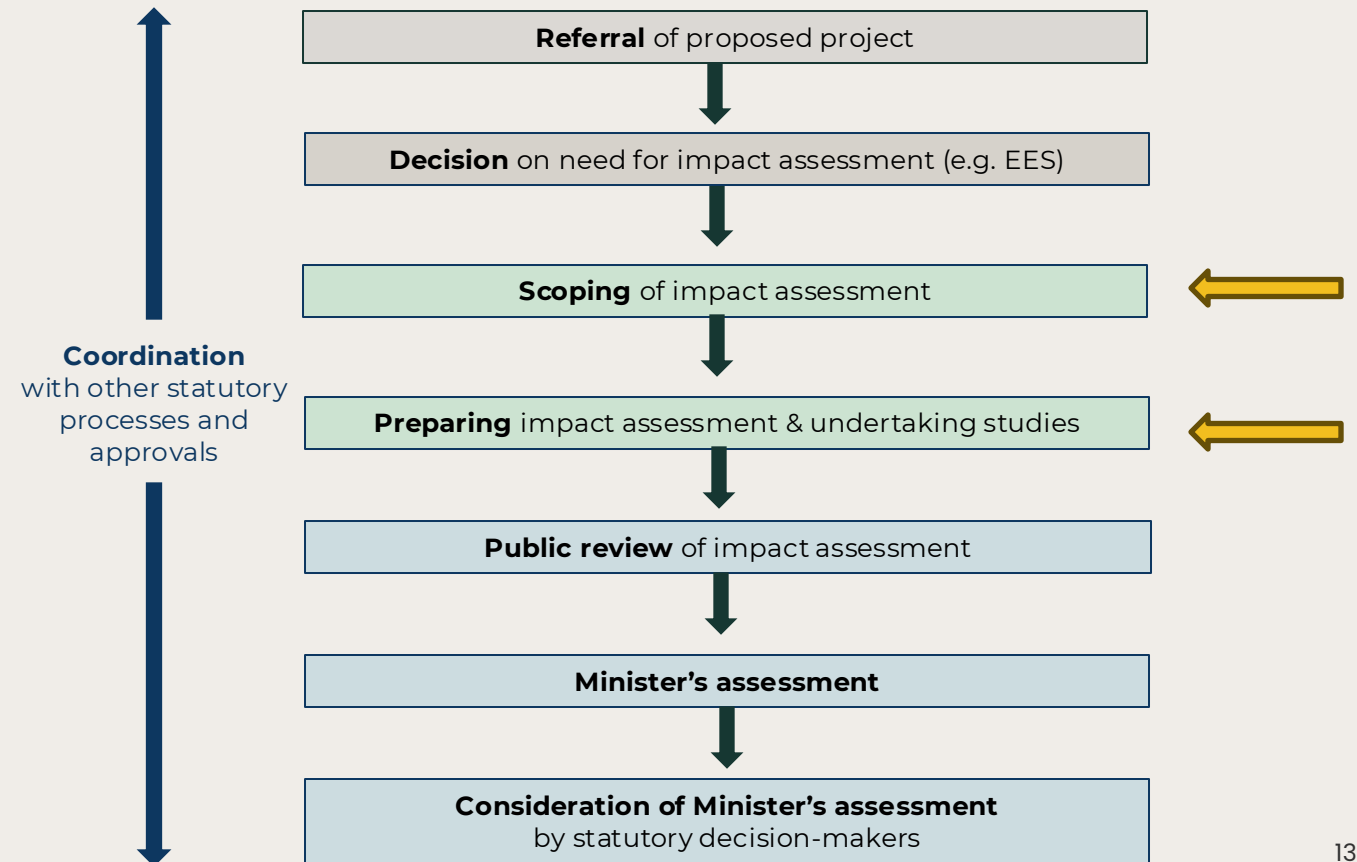 Referral of proposed project
Decision on need for impact assessment (e.g. EES)
Scoping of impact assessment
Coordination
with other statutory
processes and
approvals
Preparing impact assessment & undertaking studies
Public review of impact assessment
Minister’s assessment
Consideration of Minister’s assessment
by statutory decision-makers
13